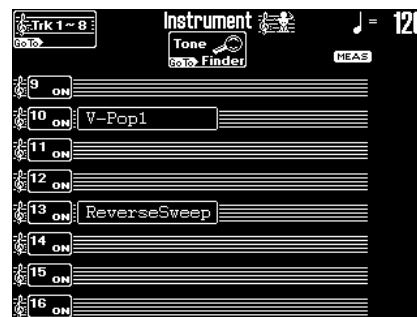 Trk 1~8 Instrument ♩ = 120
Go To Tone
Go To Finder MEAS
9 ON
10 ON V-Pop1
11 ON
12 ON
13 ON ReverseSweep
14 ON
15 ON
16 ON